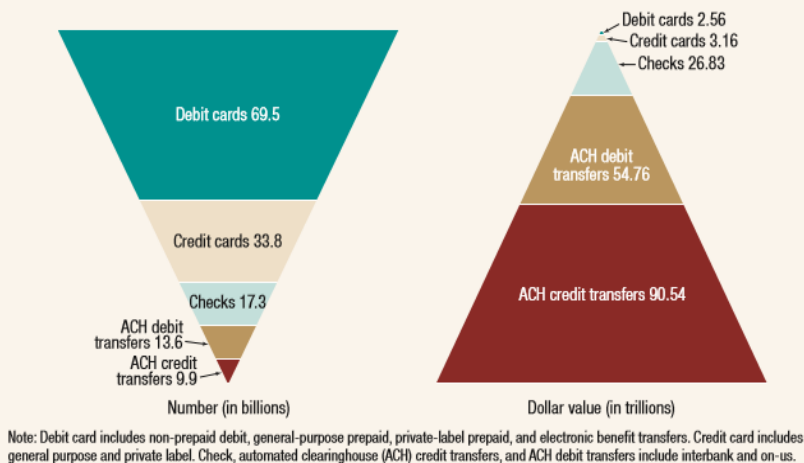 Debit cards 69.5
Credit cards 33.8
Checks 17.3
ACH debit
transfers 13.6
ACH credit
transfers 9.9
Number (in billions)
Debit cards 2.56
Credit cards 3.16
Checks 26.83
ACH debit
transfers 54.76
ACH credit transfers 90.54
Dollar value (in trillions)
Note: Debit card includes non-prepaid debit, general-purpose prepaid, private-label prepaid, and electronic benefit transfers. Credit card includes
general purpose and private label. Check, automated clearinghouse (ACH) credit transfers, and ACH debit transfers include interbank and on-us.